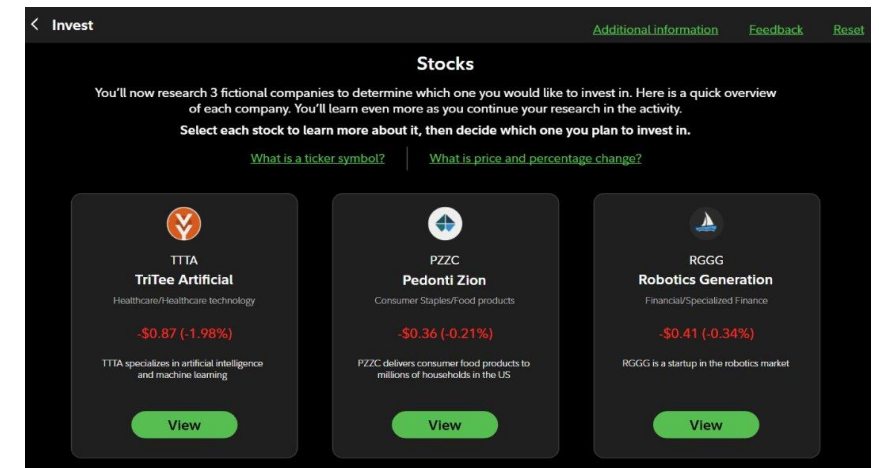 Invest
Additional information
Feedback
Reset
Stocks
You'll now research 3 fictional companies to determine which one you would like to invest in. Here is a quick overview
of each company. You'll learn even more as you continue your research in the activity.
Select each stock to learn more about it, then decide which one you plan to invest in.
What is a ticker symbol?
What is price and percentage change?
TTTA
TriTee Artificial
Healthcare/Healthcare technology
-$0.87 (-1.98%)
TTTA specializes in artificial intelligence
and machine learning
View
PZZC
Pedonti Zion
Consumer Staples/Food products
-$0.36 (-0.21%)
PZZC delivers consumer food products to
millions of households in the US
View
RGGG
Robotics Generation
Financial/Specialized Finance
-$0.41 (-0.34%)
RGGG is a startup in the robotics market
View